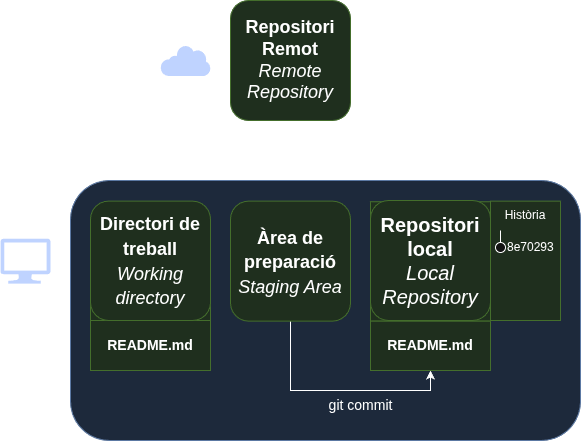 Repositori
Remot
Remote
Repository
Directori de
treball
Working
directory
README.md
Àrea de
preparació
Staging Area
Repositori
local
Local
Repository
README.md
Història
8e70293
git commit